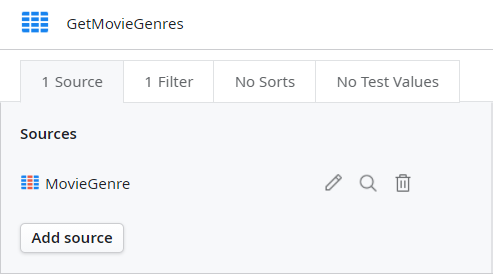 GetMovieGenres
1 Source
1 Filter
No Sorts
No Test Values
Sources
MovieGenre
Add source